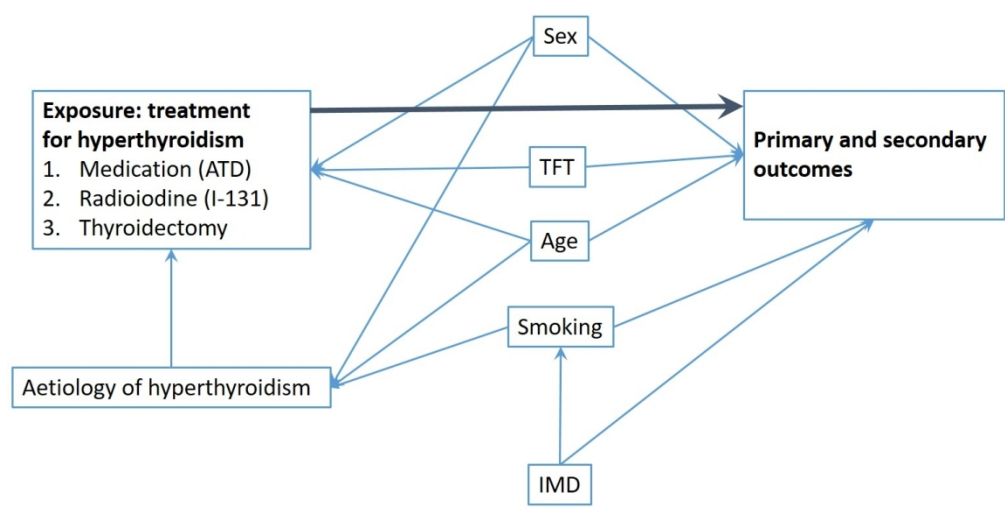 Sex
Exposure: treatment
for hyperthyroidism
1. Medication (ATD)
2. Radioiodine (I-131)
3. Thyroidectomy
Primary and secondary
outcomes
TFT
Age
Smoking
Aetiology of hyperthyroidism
IMD